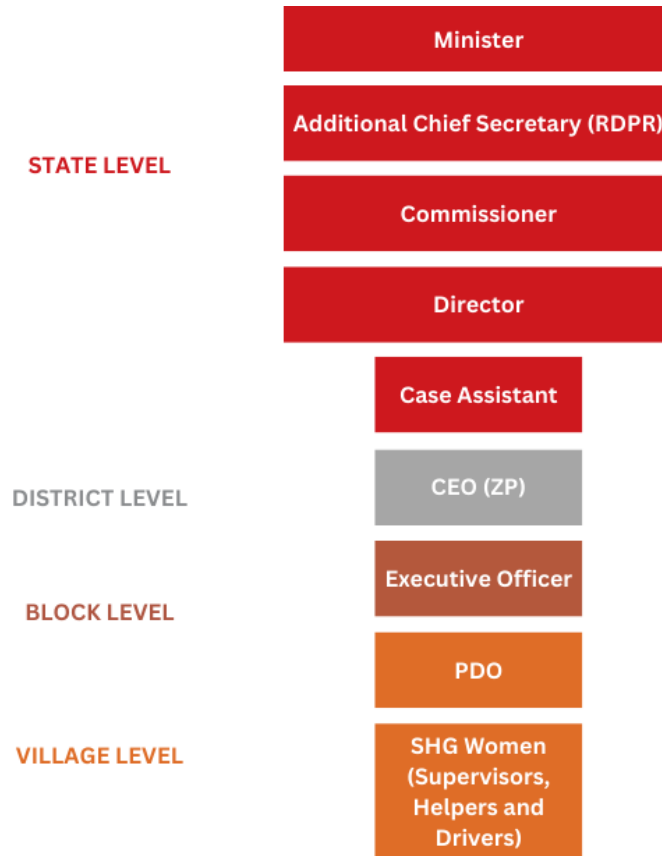 Minister
Additional Chief Secretary (RDPR)
STATE LEVEL
Commissioner
Director
Case Assistant
DISTRICT LEVEL
CEO (ZP)
Executive Officer
BLOCK LEVEL
PDO
VILLAGE LEVEL
SHG Women
(Supervisors,
Helpers and
Drivers)